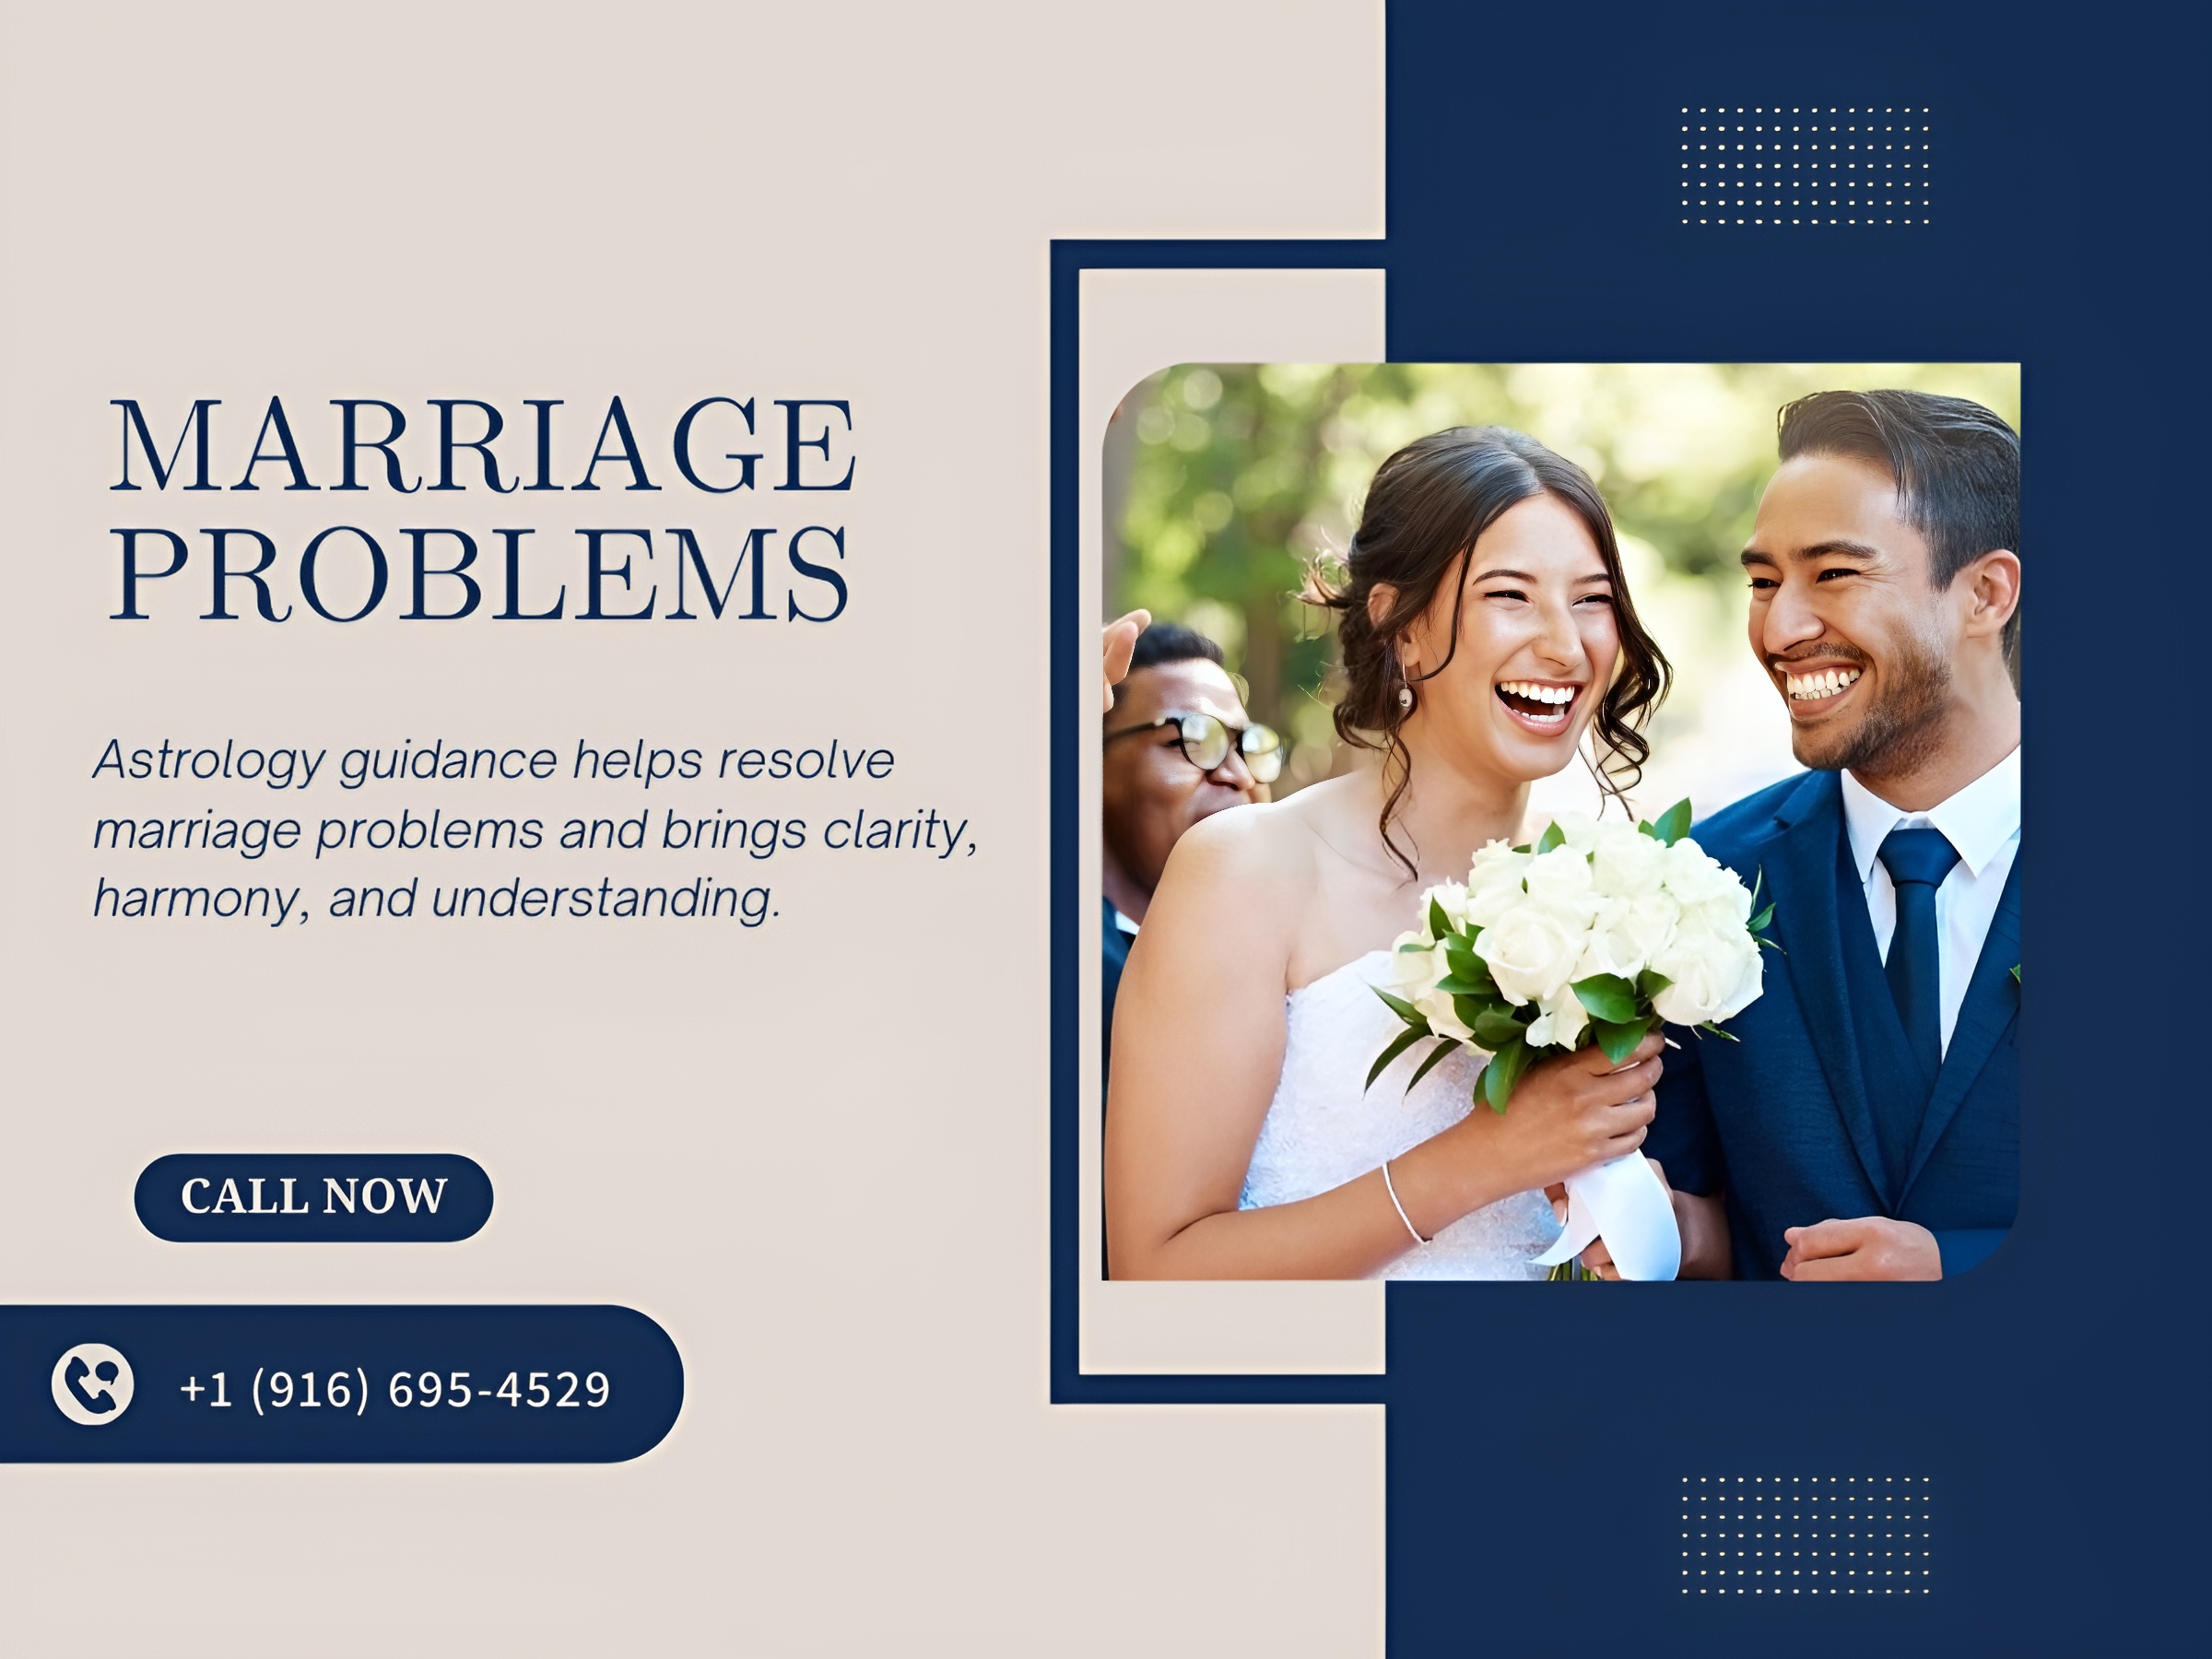 MARRIAGE
PROBLEMS
Astrology guidance helps resolve
marriage problems and brings clarity,
harmony, and understanding.
CALL NOW
+1 (916) 695-4529